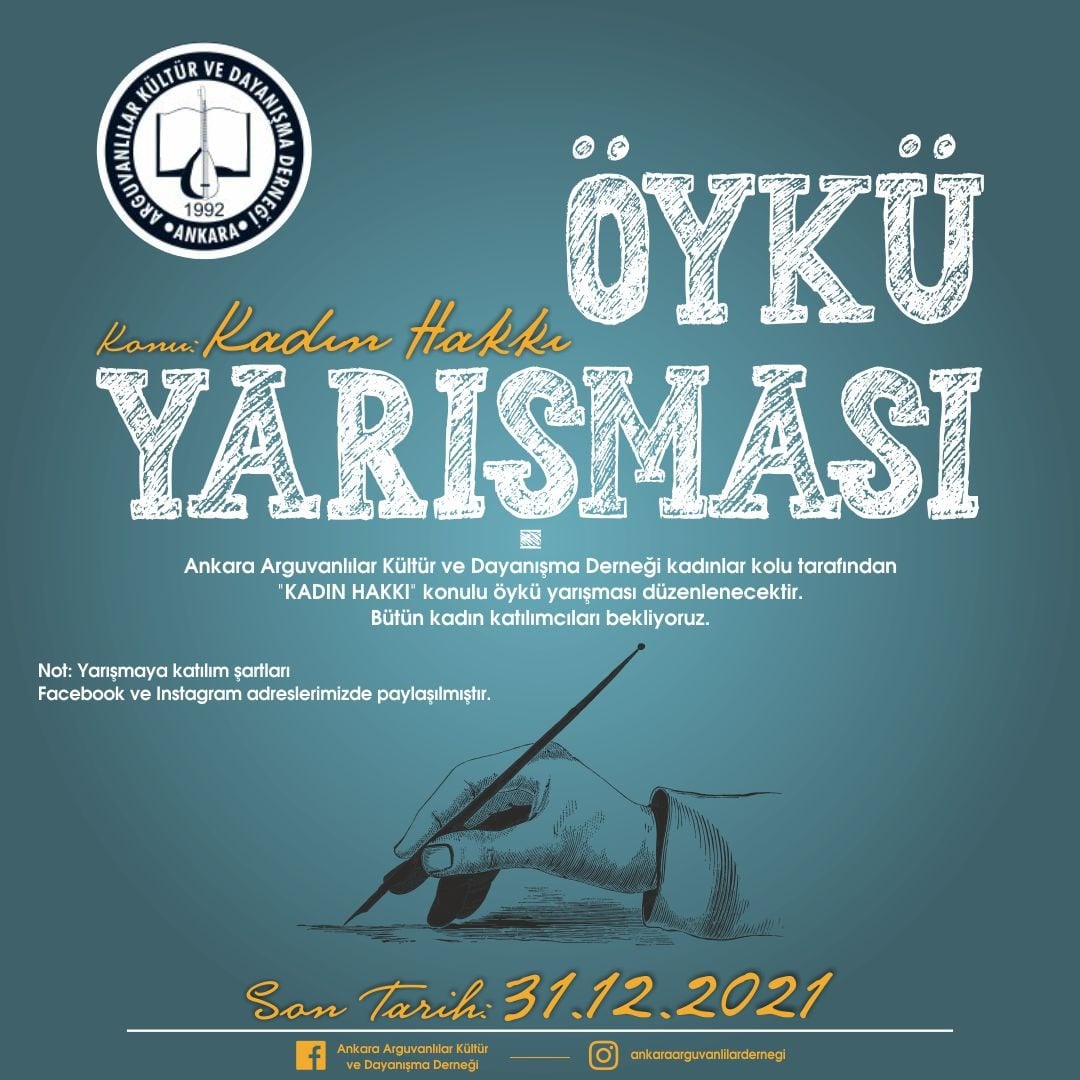 ARGUVANLILAR KÜLTÜR VE DAYANIŞMA DERNEĞİ
1992
•ANKARA•
ÖYKÜ
Konu: Kadın Hakkı
YARIŞMASI
Ankara Arguvanlılar Kültür ve Dayanışma Derneği kadınlar kolu tarafından
"KADIN HAKKI" konulu öykü yarışması düzenlenecektir.
Bütün kadın katılımcıları bekliyoruz.
Not: Yarışmaya katılım şartları
Facebook ve Instagram adreslerimizde paylaşılmıştır.
Son Tarih: 31.12.2021
Ankara Arguvanlılar Kültür
ve Dayanışma Derneği
ankaraarguvanlilardernegi